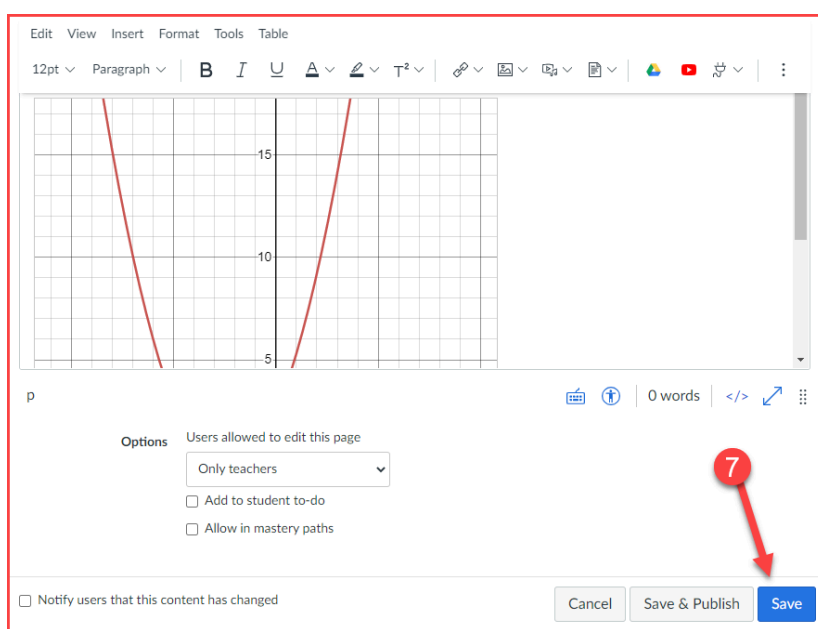 Edit View Insert Format Tools Table
12pt Paragraph B I U A T²
15
10
5
p 0 words </>
Options Users allowed to edit this page
Only teachers
7
Add to student to-do
Allow in mastery paths
Notify users that this content has changed Cancel Save & Publish Save